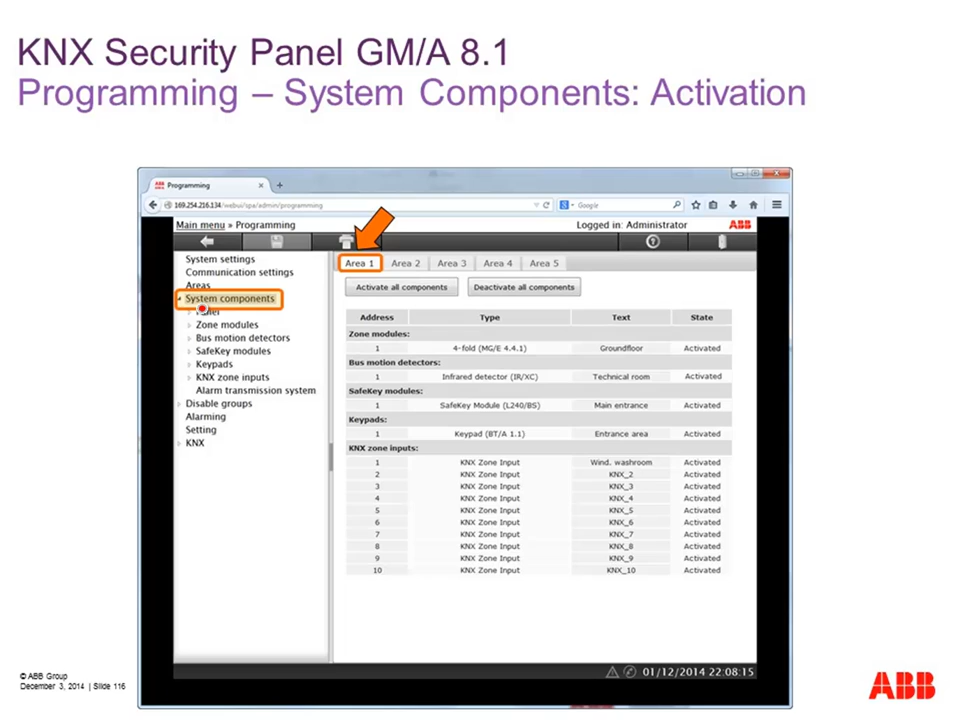 KNX Security Panel GM/A 8.1
Programming – System Components: Activation
ABB Programming × +
169.254.216.134/webui/spa/admin/programming
Google
Main menu » Programming Logged in: Administrator ABB
System settings
Communication settings
Areas
System components
Panel
Zone modules
Bus motion detectors
SafeKey modules
Keypads
KNX zone inputs
Alarm transmission system
Disable groups
Alarming
Setting
KNX
Area 1 Area 2 Area 3 Area 4 Area 5
Activate all components Deactivate all components
Address Type Text State
Zone modules:
1 4-fold (MG/E 4.4.1) Groundfloor Activated
Bus motion detectors:
1 Infrared detector (IR/XC) Technical room Activated
SafeKey modules:
1 SafeKey Module (L240/BS) Main entrance Activated
Keypads:
1 Keypad (BT/A 1.1) Entrance area Activated
KNX zone inputs:
1 KNX Zone Input Wind. washroom Activated
2 KNX Zone Input KNX_2 Activated
3 KNX Zone Input KNX_3 Activated
4 KNX Zone Input KNX_4 Activated
5 KNX Zone Input KNX_5 Activated
6 KNX Zone Input KNX_6 Activated
7 KNX Zone Input KNX_7 Activated
8 KNX Zone Input KNX_8 Activated
9 KNX Zone Input KNX_9 Activated
10 KNX Zone Input KNX_10 Activated
01/12/2014 22:08:15
© ABB Group
December 3, 2014 | Slide 116
ABB